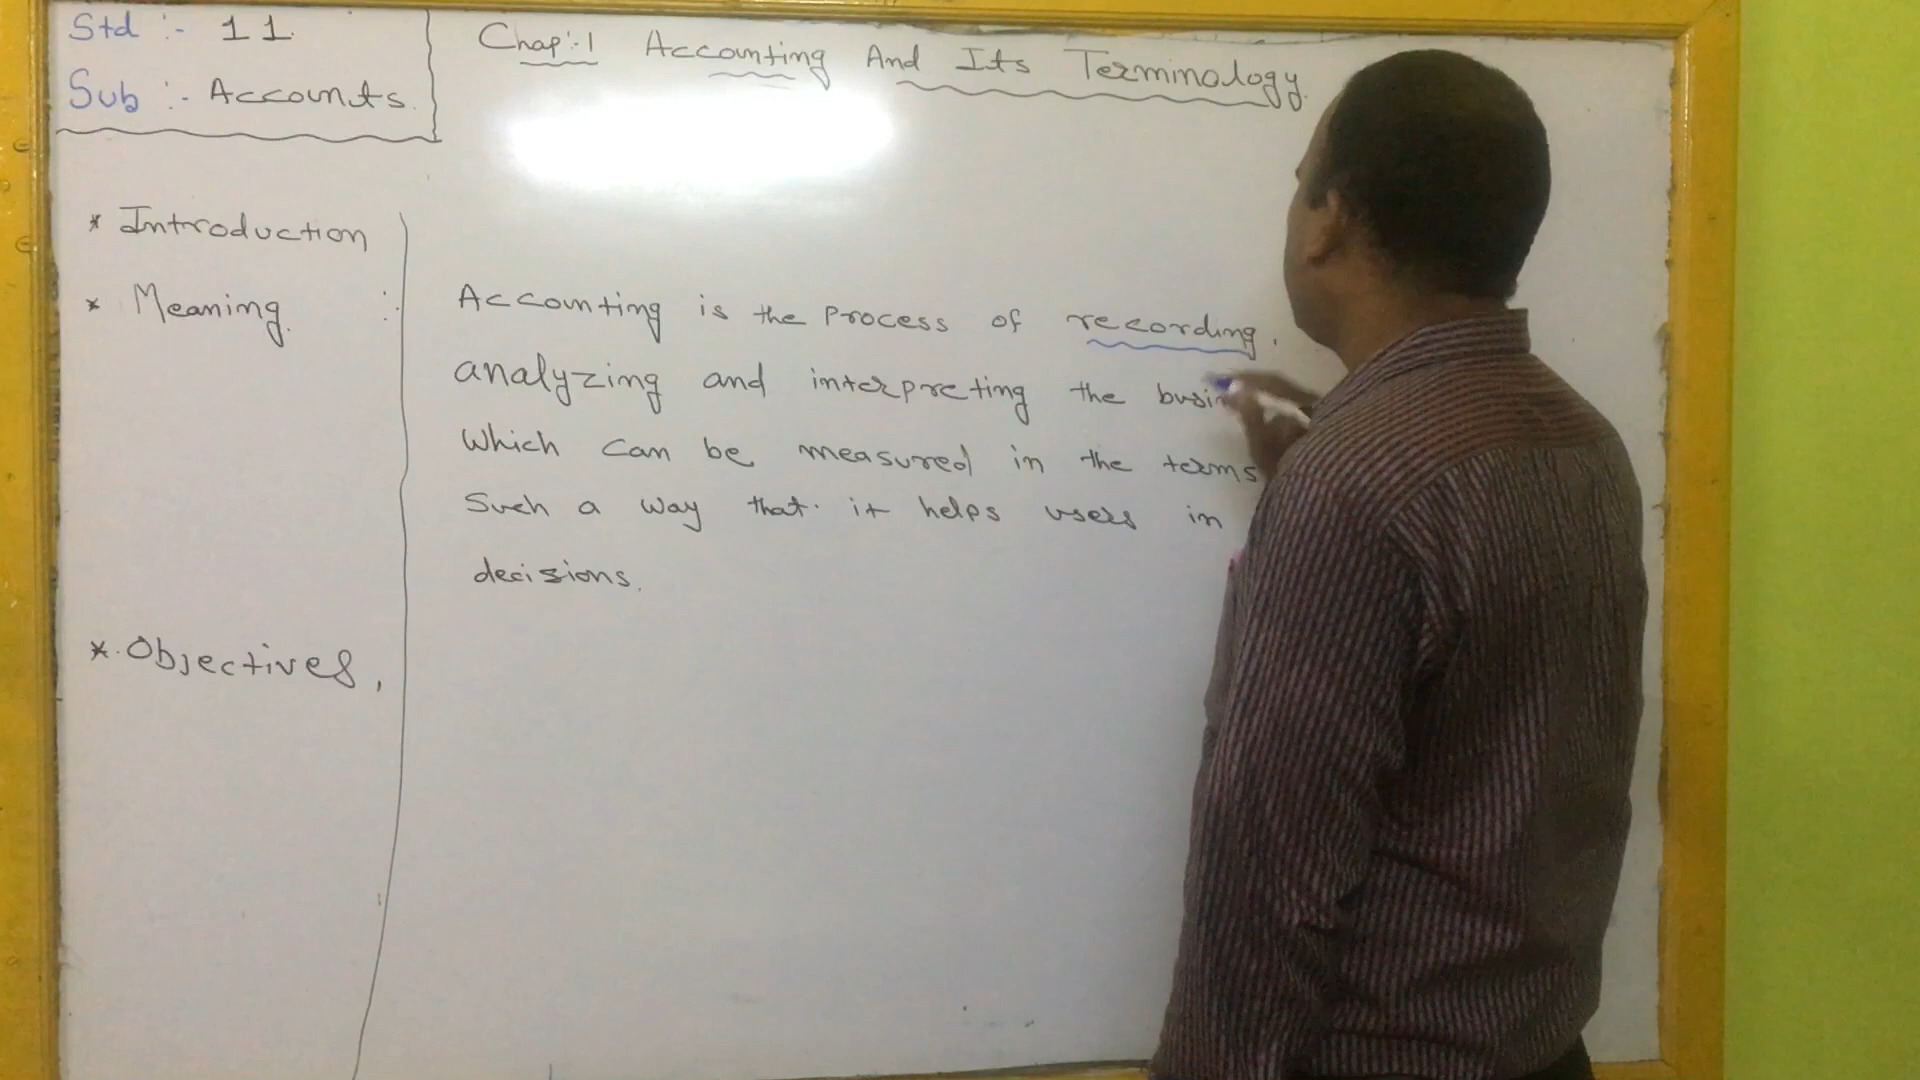 Std :- 11.
Sub :- Accounts.
Chap:-1 Accounting And Its Terminology.
* Introduction
* Meaning. :-
Accounting is the process of recording,
analyzing and interpreting the
which can be measured in the terms
Such a way that it helps users in
decisions.
* Objectives,